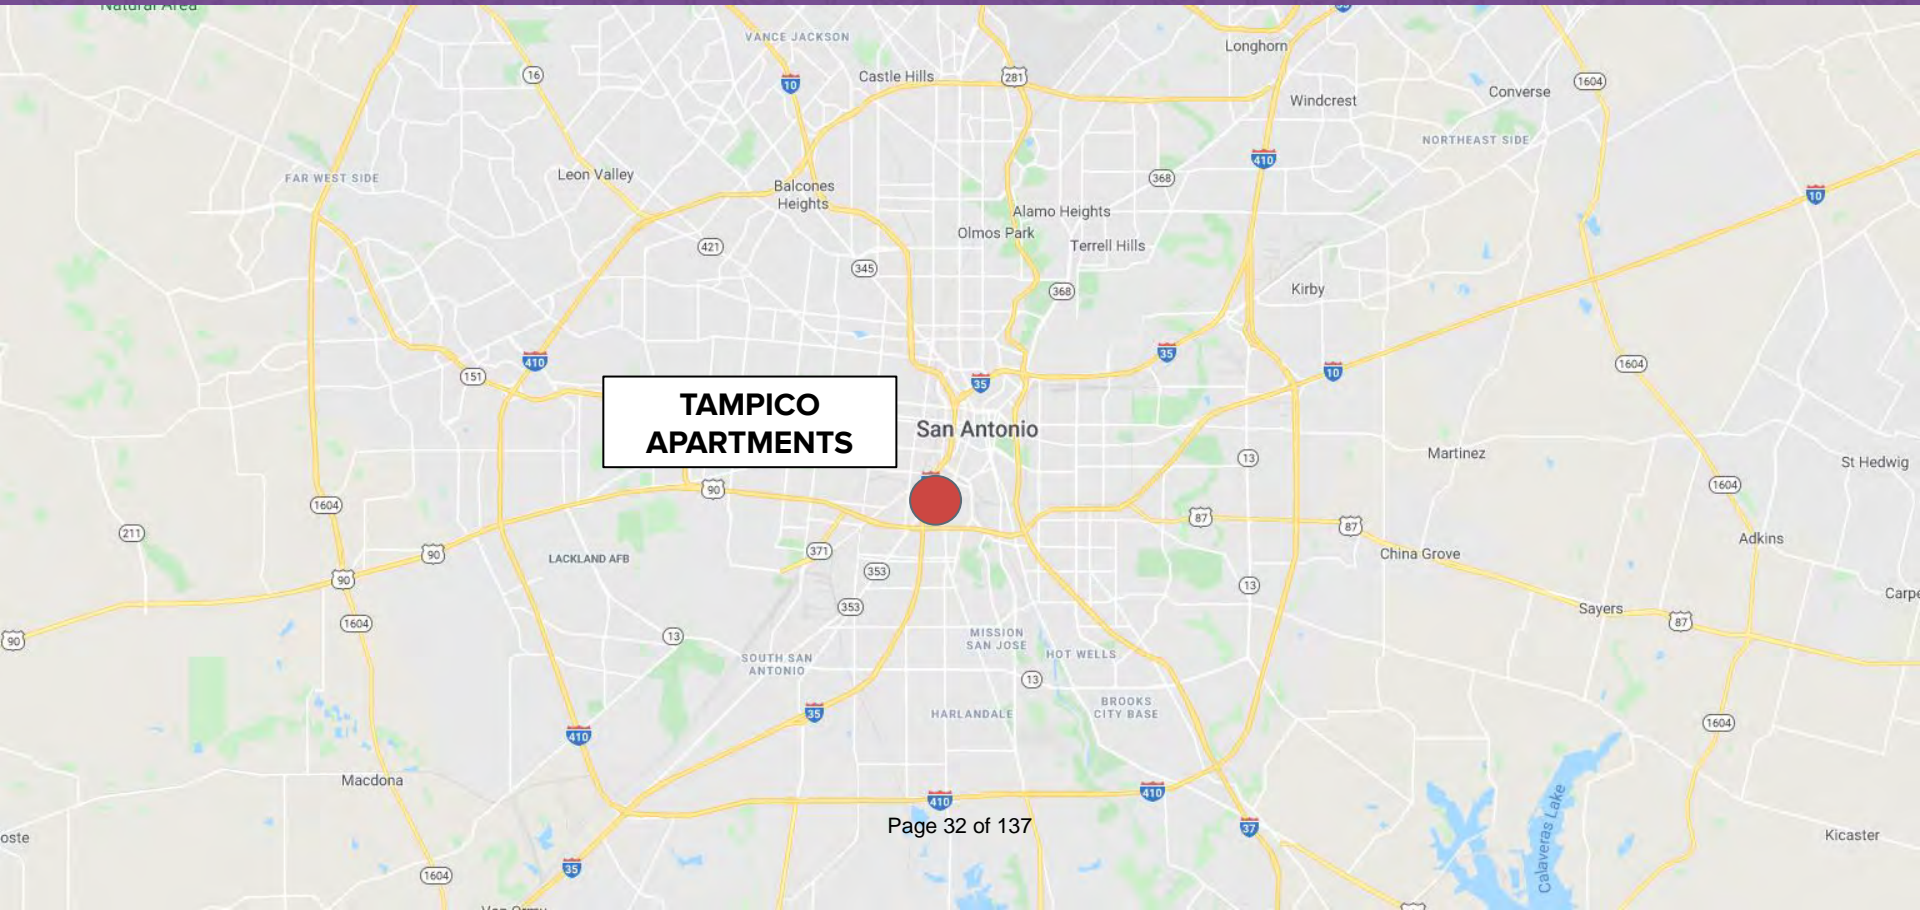 Natural Area
VANCE JACKSON
Longhorn
16
10
Castle Hills
281
1604
Converse
Windcrest
NORTHEAST SIDE
410
FAR WEST SIDE
Leon Valley
Balcones
Heights
368
10
Alamo Heights
Olmos Park
Terrell Hills
421
345
368
Kirby
410
151
35
35
10
1604
TAMPICO
APARTMENTS
San Antonio
13
Martinez
St Hedwig
1604
90
1604
211
87
87
90
LACKLAND AFB
371
China Grove
Adkins
90
353
13
353
1604
Sayers
87
90
13
MISSION
SAN JOSE
HOT WELLS
SOUTH SAN
ANTONIO
13
BROOKS
CITY BASE
HARLANDALE
35
1604
410
Macdona
410
410
Page 32 of 137
37
Calaveras Lake
Kicaster
oste
35
1604